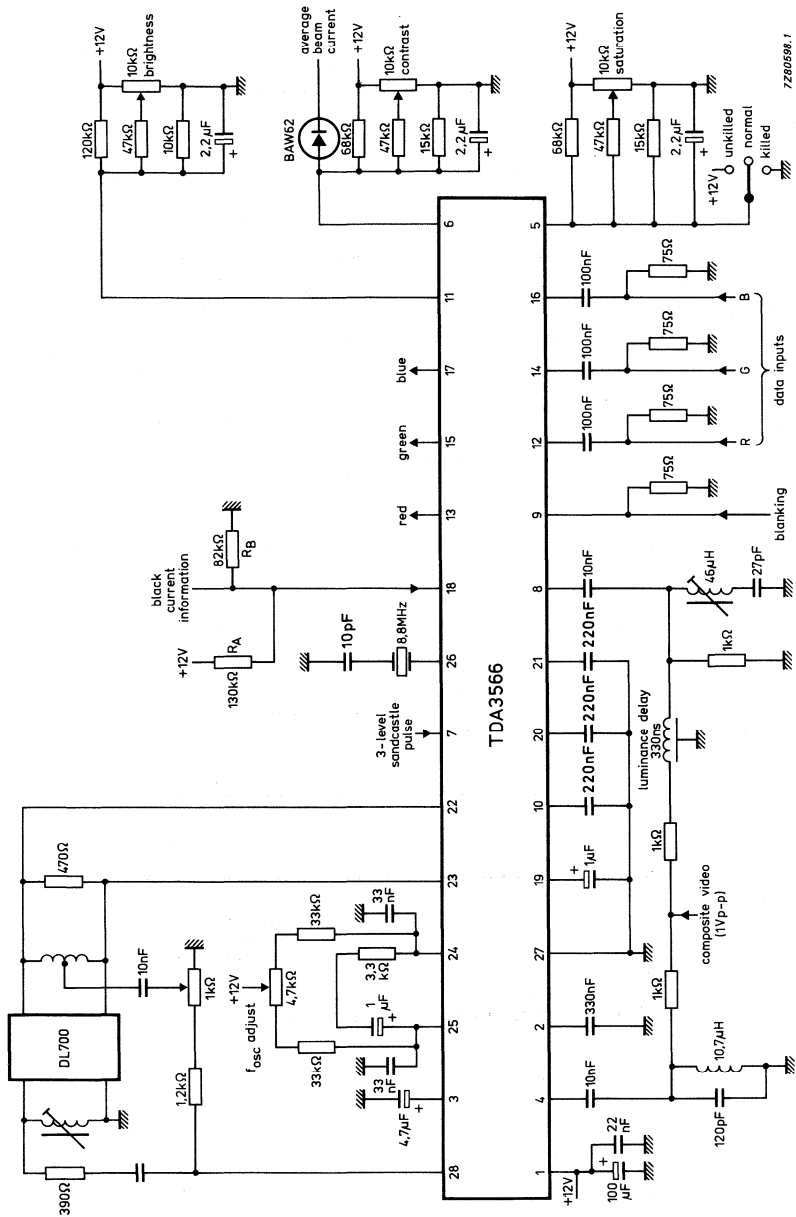 +12V
120kΩ
10kΩ
brightness
47kΩ
10kΩ
2,2µF
+
average
beam
current
BAW62
+12V
68kΩ
10kΩ
contrast
47kΩ
15kΩ
2,2µF
+
+12V
68kΩ
10kΩ
saturation
47kΩ
15kΩ
2,2µF
+
+12V
unkilled
normal
killed
7Z80598.1
6
11
17
15
13
18
26
7
22
23
24
25
3
28
blue
green
red
black
current
information
82kΩ
RB
+12V
RA
130kΩ
10pF
8,8MHz
3-level
sandcastle
pulse
470Ω
10nF
1kΩ
DL700
1,2kΩ
390Ω
fosc adjust
+12V
4,7kΩ
33kΩ
33kΩ
33
nF
3,3
kΩ
1
µF
+
33
nF
4,7µF
+
TDA3566
5
16
14
12
9
8
21
20
10
19
27
2
4
1
100nF
75Ω
B
100nF
75Ω
G
100nF
75Ω
R
data inputs
75Ω
blanking
10nF
46µH
27pF
1kΩ
220nF
220nF
220nF
luminance delay
330ns
+
1µF
1kΩ
composite video
(1Vp-p)
1kΩ
330nF
10nF
10,7µH
120pF
+12V
22
nF
+
100
µF